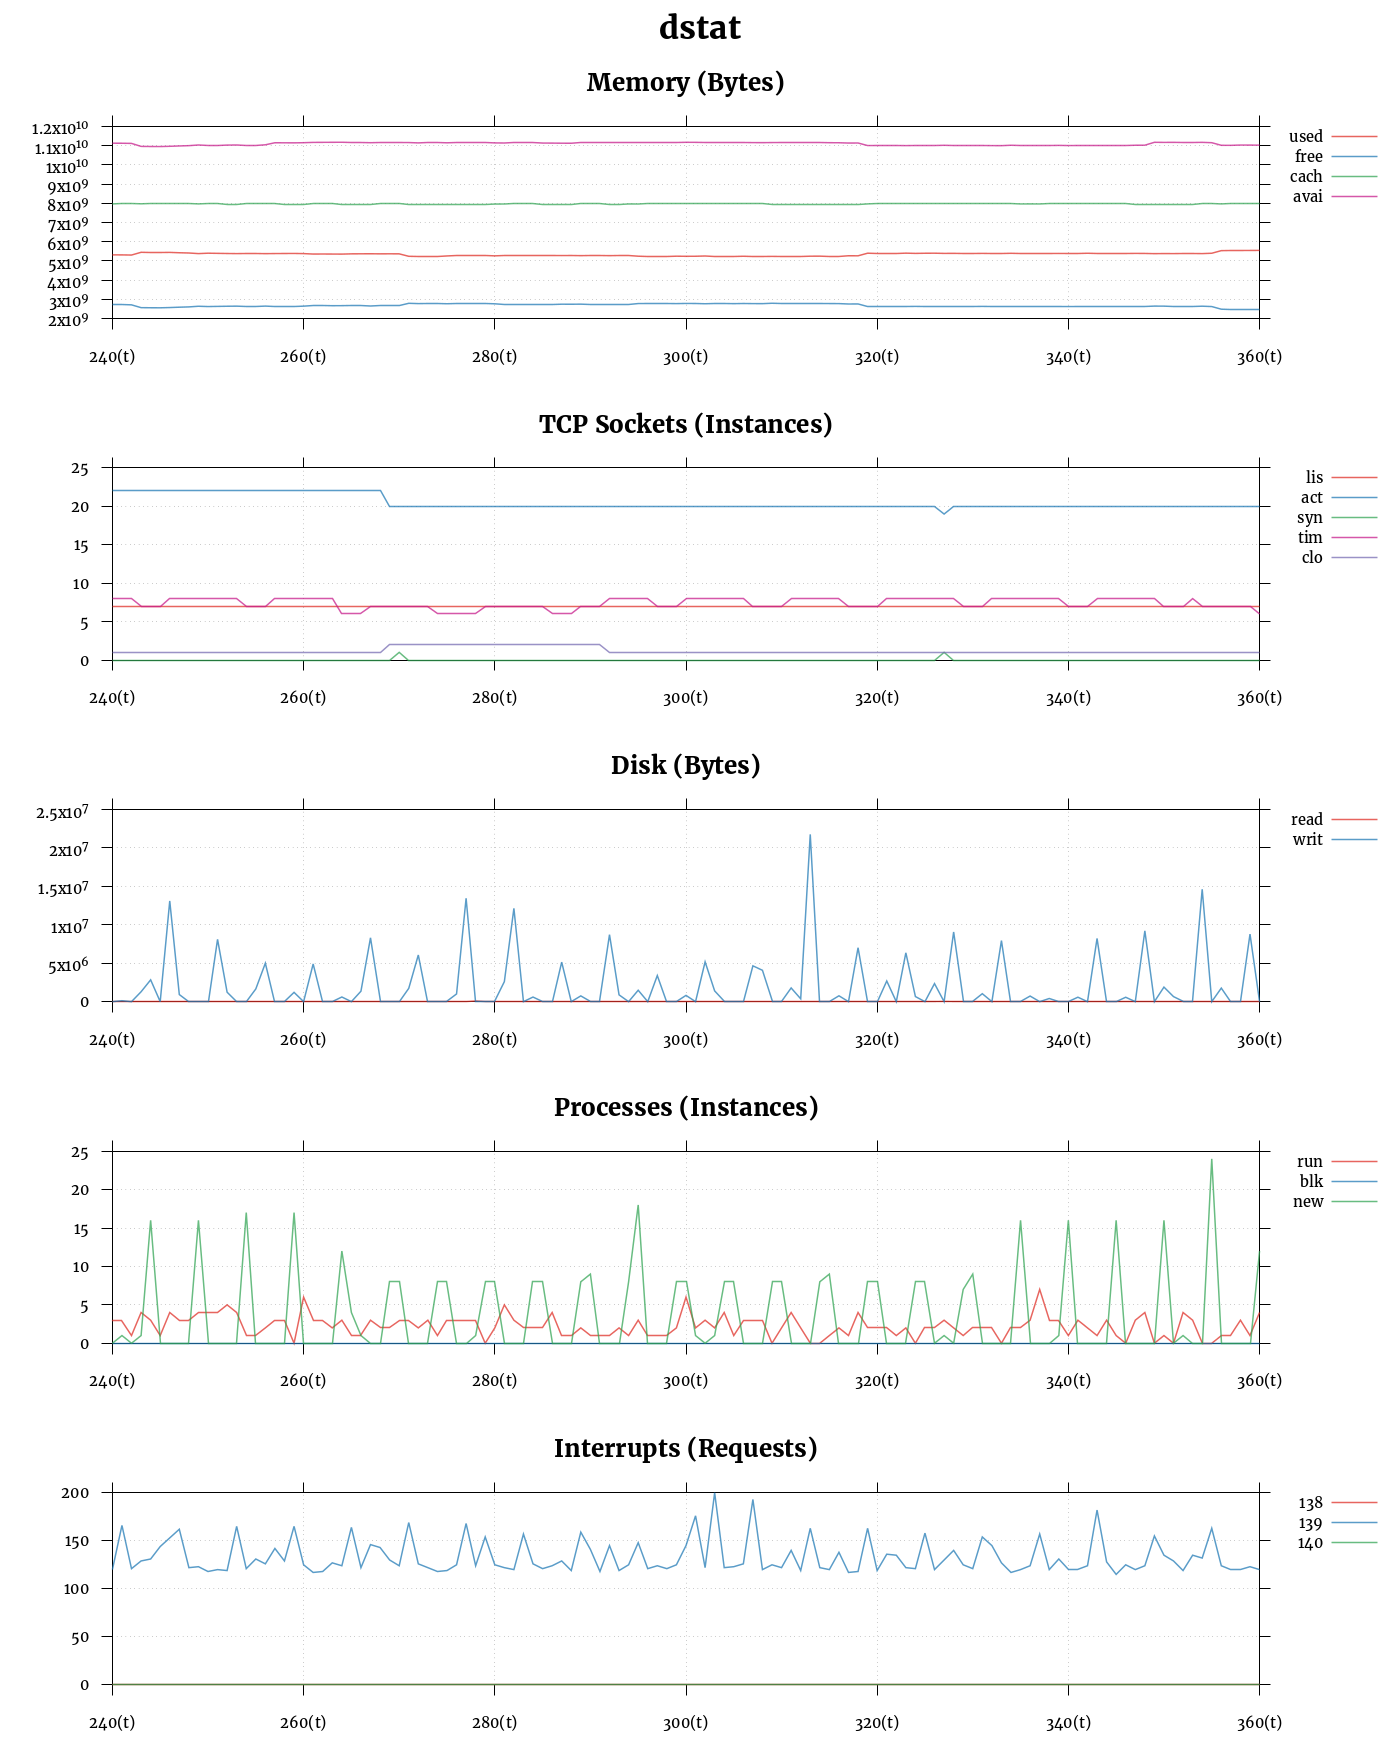 dstat
Memory (Bytes)
1.2x10¹⁰
1.1x10¹⁰
1x10¹⁰
9x10⁹
8x10⁹
7x10⁹
6x10⁹
5x10⁹
4x10⁹
3x10⁹
2x10⁹
used
free
cach
avai
240(t) 260(t) 280(t) 300(t) 320(t) 340(t) 360(t)
TCP Sockets (Instances)
25
20
15
10
5
0
lis
act
syn
tim
clo
240(t) 260(t) 280(t) 300(t) 320(t) 340(t) 360(t)
Disk (Bytes)
2.5x10⁷
2x10⁷
1.5x10⁷
1x10⁷
5x10⁶
0
read
writ
240(t) 260(t) 280(t) 300(t) 320(t) 340(t) 360(t)
Processes (Instances)
25
20
15
10
5
0
run
blk
new
240(t) 260(t) 280(t) 300(t) 320(t) 340(t) 360(t)
Interrupts (Requests)
200
150
100
50
0
138
139
140
240(t) 260(t) 280(t) 300(t) 320(t) 340(t) 360(t)